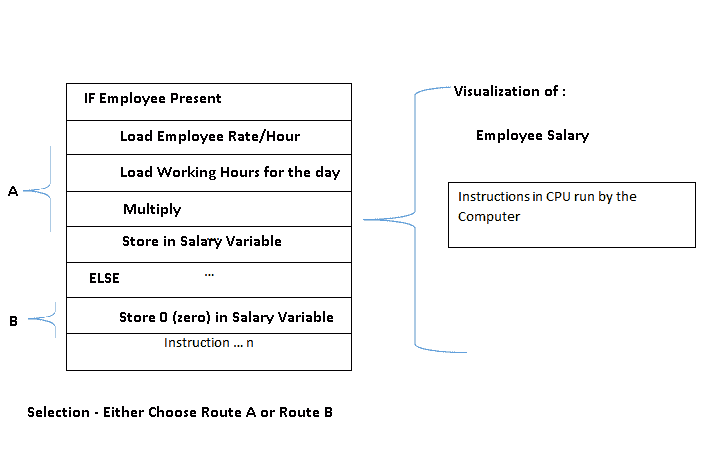 IF Employee Present
Load Employee Rate/Hour
Load Working Hours for the day
Multiply
...
Store in Salary Variable
ELSE ...
Store 0 (zero) in Salary Variable
Instruction ... n
A
B
Visualization of :
Employee Salary
Instructions in CPU run by the
Computer
Selection - Either Choose Route A or Route B